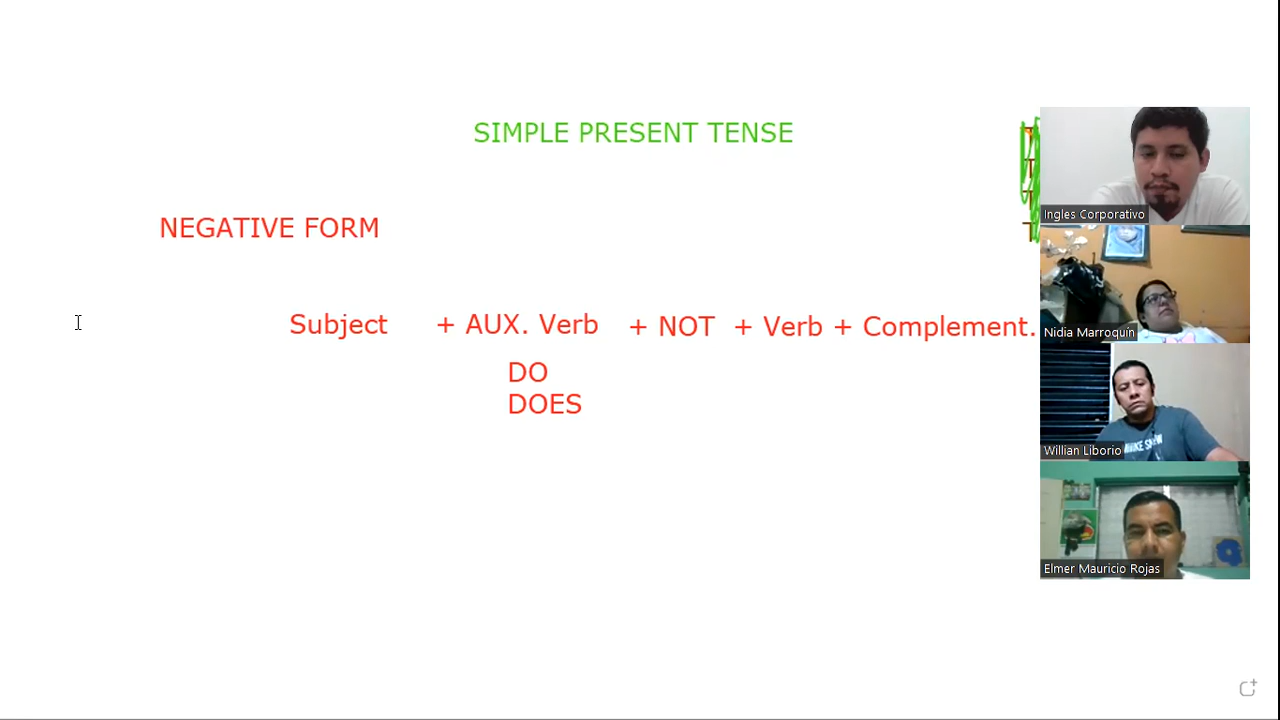 SIMPLE PRESENT TENSE
NEGATIVE FORM
Subject + AUX. Verb + NOT + Verb + Complement.
DO
DOES
Ingles Corporativo
Nidia Marroquin
Willian Liborio
Elmer Mauricio Rojas